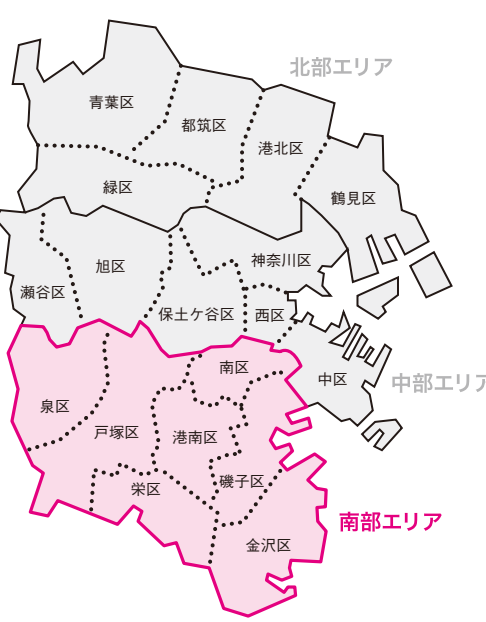 北部エリア
青葉区
都筑区
港北区
緑区
鶴見区
旭区
神奈川区
瀬谷区
保土ケ谷区
西区
南区
中区
中部エリア
泉区
戸塚区
港南区
磯子区
栄区
南部エリア
金沢区